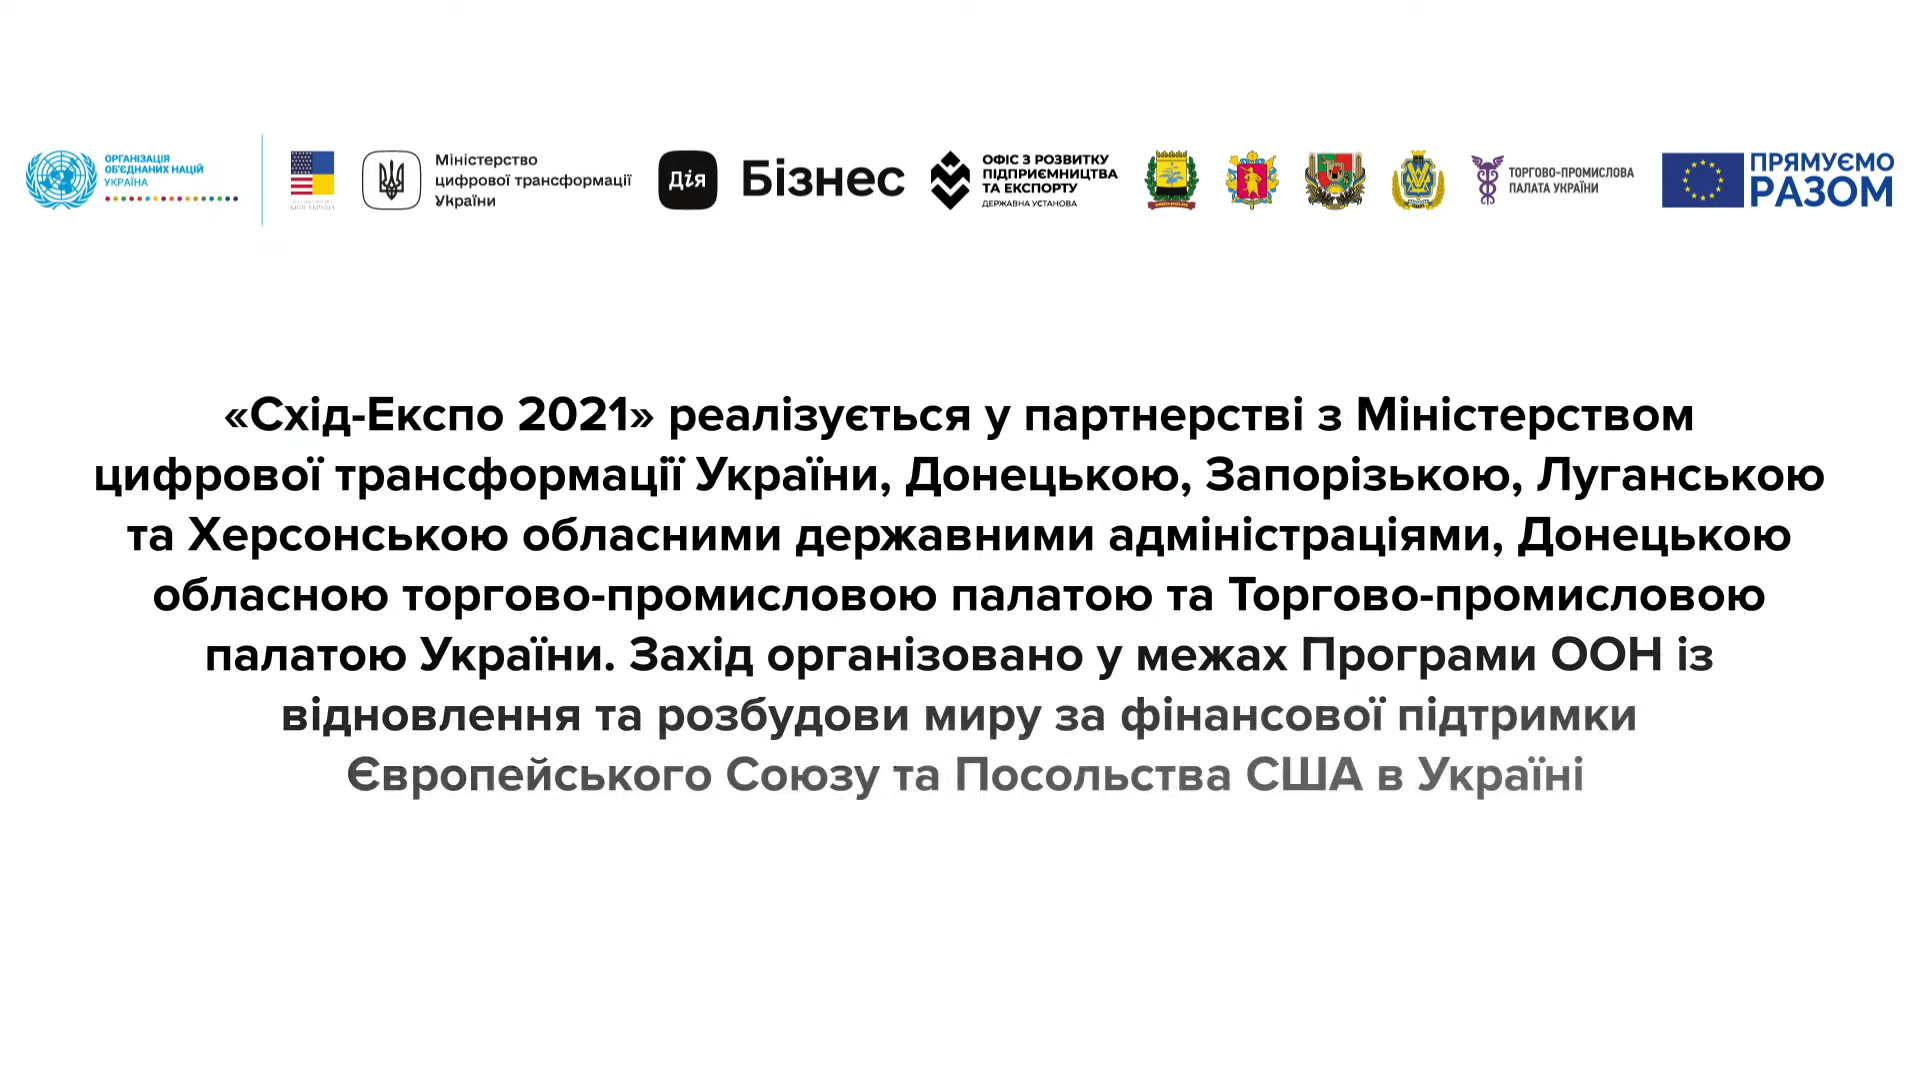 ОРГАНІЗАЦІЯ
ОБ'ЄДНАНИХ НАЦІЙ
УКРАЇНА
Міністерство
цифрової трансформації
України
Дія
Бізнес
ОФІС З РОЗВИТКУ
ПІДПРИЄМНИЦТВА
ТА ЕКСПОРТУ
ДЕРЖАВНА УСТАНОВА
ТОРГОВО-ПРОМИСЛОВА
ПАЛАТА УКРАЇНИ
ПРЯМУЄМО
РАЗОМ
«Схід-Експо 2021» реалізується у партнерстві з Міністерством
цифрової трансформації України, Донецькою, Запорізькою, Луганською
та Херсонською обласними державними адміністраціями, Донецькою
обласною торгово-промисловою палатою та Торгово-промисловою
палатою України. Захід організовано у межах Програми ООН із
відновлення та розбудови миру за фінансової підтримки
Європейського Союзу та Посольства США в Україні